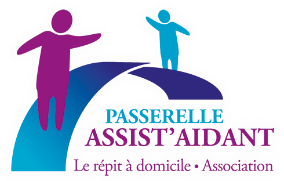 PASSERELLE
ASSIST'AIDANT
Le répit à domicile • Association